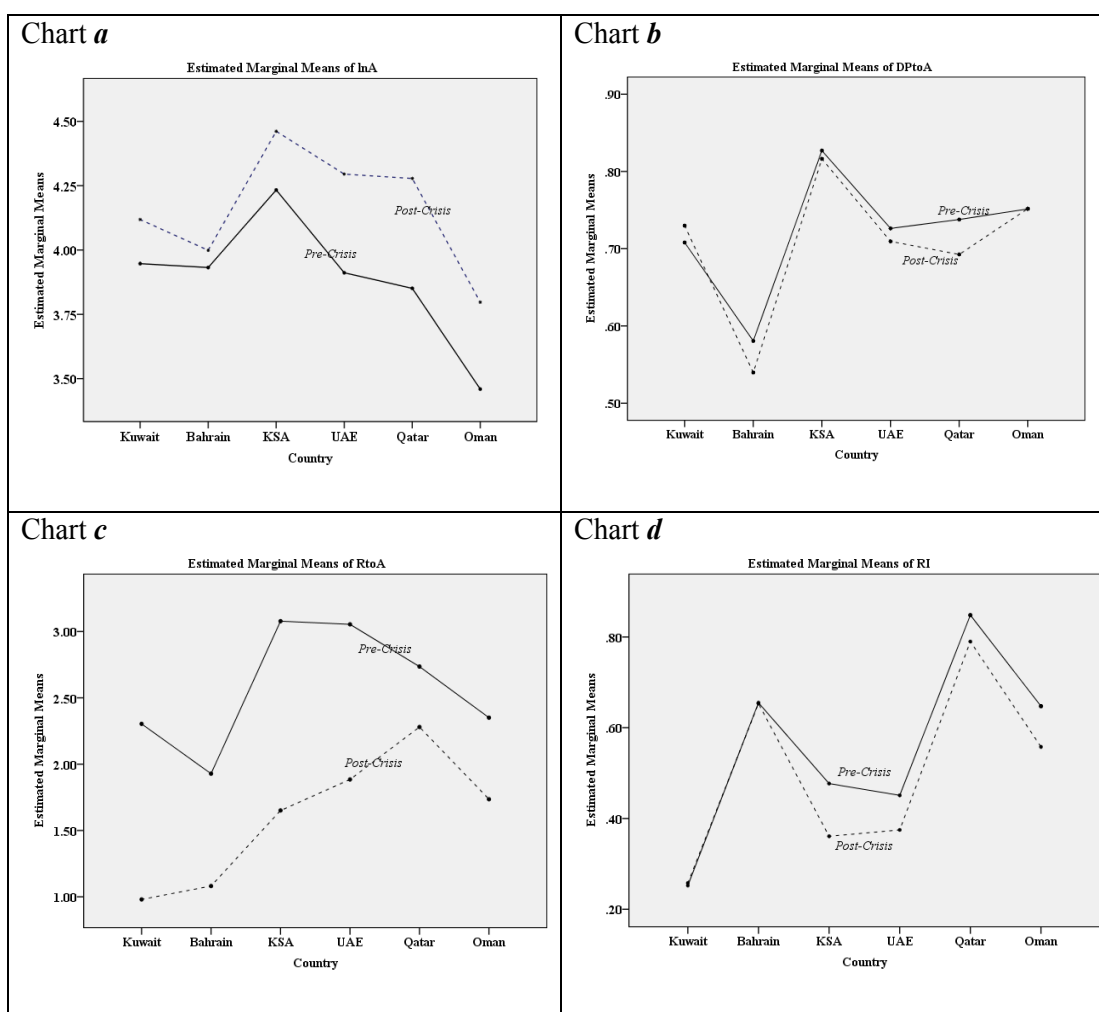 Chart a
Estimated Marginal Means of lnA
Estimated Marginal Means
4.50
4.25
4.00
3.75
3.50
Post-Crisis
Pre-Crisis
Kuwait Bahrain KSA UAE Qatar Oman
Country
Chart b
Estimated Marginal Means of DPtoA
Estimated Marginal Means
.90
.80
.70
.60
.50
Pre-Crisis
Post-Crisis
Kuwait Bahrain KSA UAE Qatar Oman
Country
Chart c
Estimated Marginal Means of RtoA
Estimated Marginal Means
3.00
2.50
2.00
1.50
1.00
Pre-Crisis
Post-Crisis
Kuwait Bahrain KSA UAE Qatar Oman
Country
Chart d
Estimated Marginal Means of RI
Estimated Marginal Means
.80
.60
.40
.20
Pre-Crisis
Post-Crisis
Kuwait Bahrain KSA UAE Qatar Oman
Country